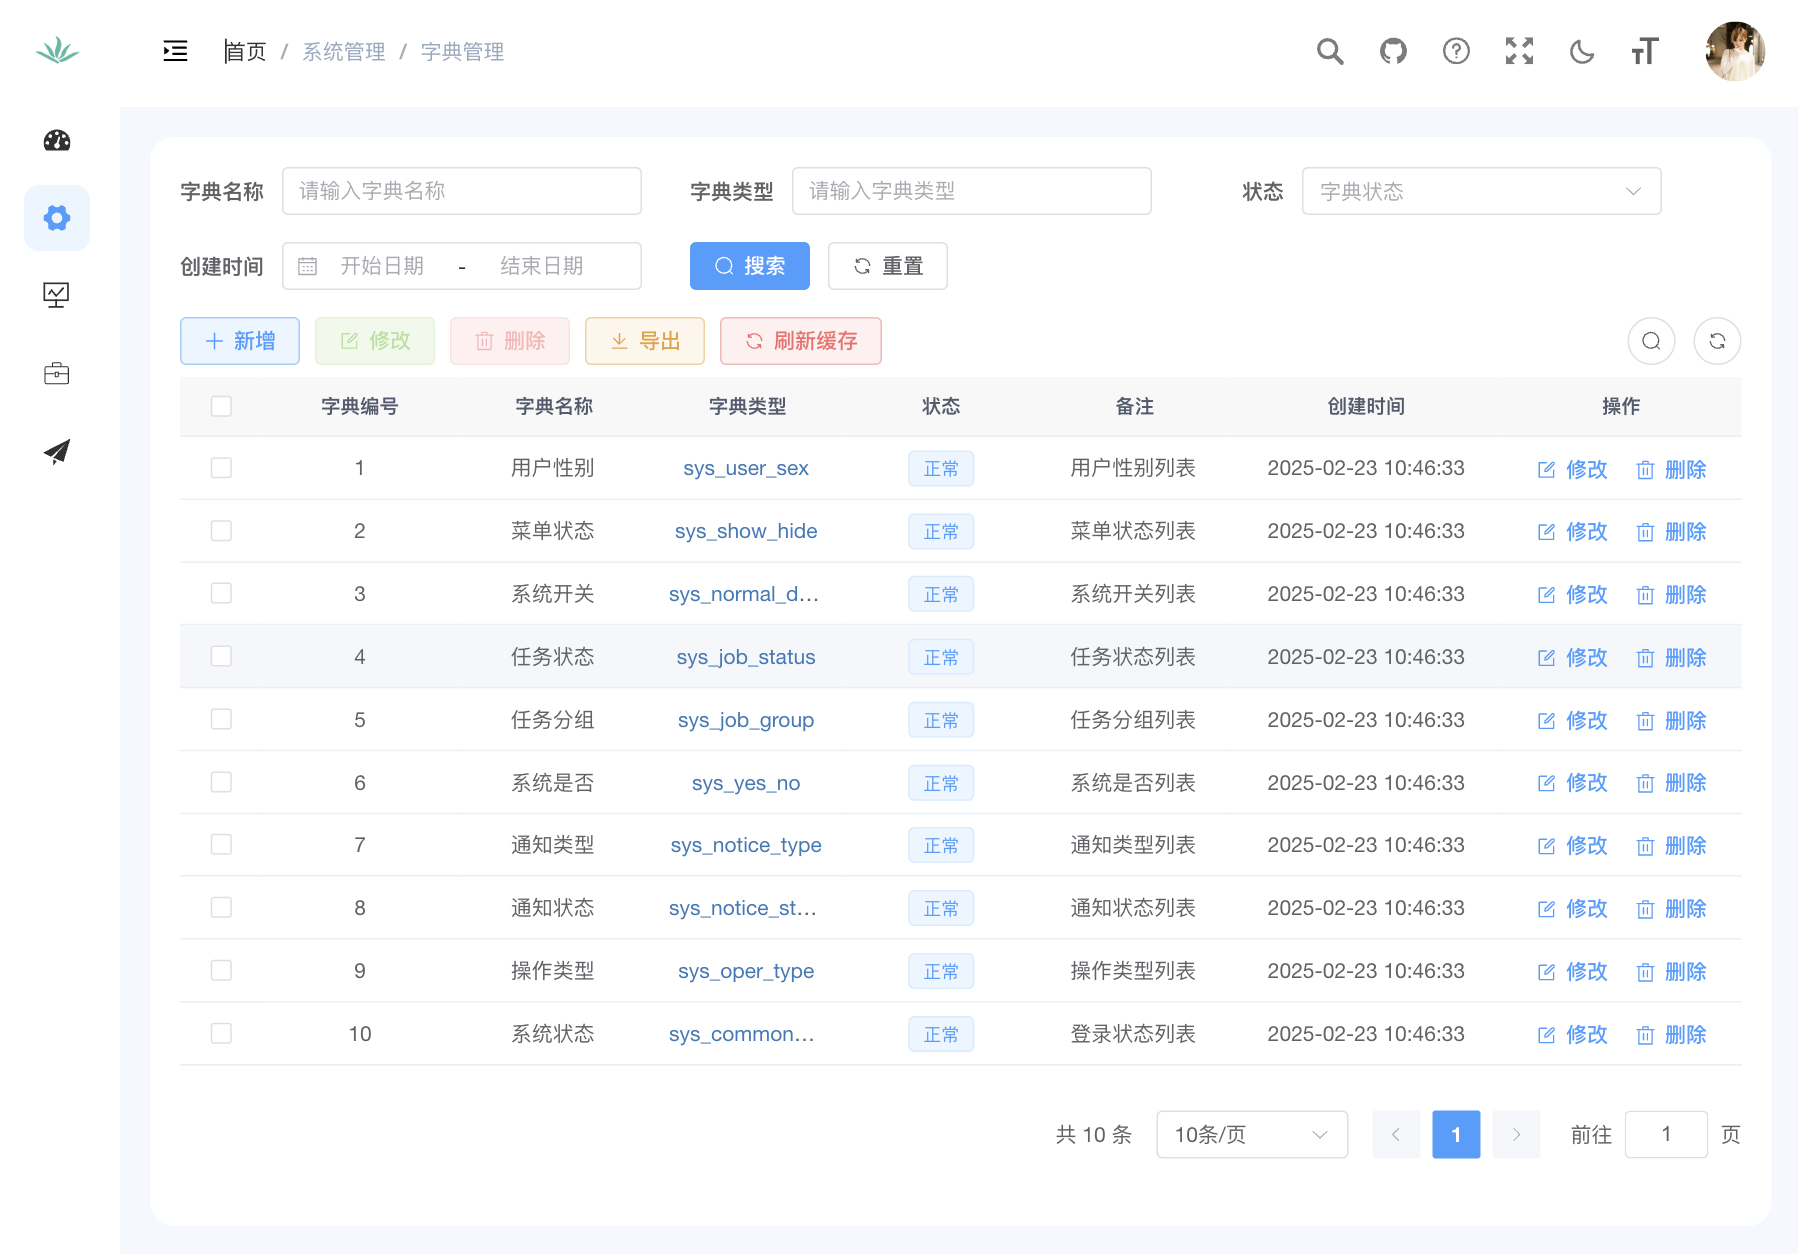 首页 / 系统管理 / 字典管理
字典名称 请输入字典名称 字典类型 请输入字典类型 状态 字典状态
创建时间 开始日期 - 结束日期 搜索 重置
新增 修改 删除 导出 刷新缓存
字典编号 字典名称 字典类型 状态 备注 创建时间 操作
1 用户性别 sys_user_sex 正常 用户性别列表 2025-02-23 10:46:33 修改 删除
2 菜单状态 sys_show_hide 正常 菜单状态列表 2025-02-23 10:46:33 修改 删除
3 系统开关 sys_normal_d... 正常 系统开关列表 2025-02-23 10:46:33 修改 删除
4 任务状态 sys_job_status 正常 任务状态列表 2025-02-23 10:46:33 修改 删除
5 任务分组 sys_job_group 正常 任务分组列表 2025-02-23 10:46:33 修改 删除
6 系统是否 sys_yes_no 正常 系统是否列表 2025-02-23 10:46:33 修改 删除
7 通知类型 sys_notice_type 正常 通知类型列表 2025-02-23 10:46:33 修改 删除
8 通知状态 sys_notice_st... 正常 通知状态列表 2025-02-23 10:46:33 修改 删除
9 操作类型 sys_oper_type 正常 操作类型列表 2025-02-23 10:46:33 修改 删除
10 系统状态 sys_common... 正常 登录状态列表 2025-02-23 10:46:33 修改 删除
共 10 条 10条/页 1 前往 1 页